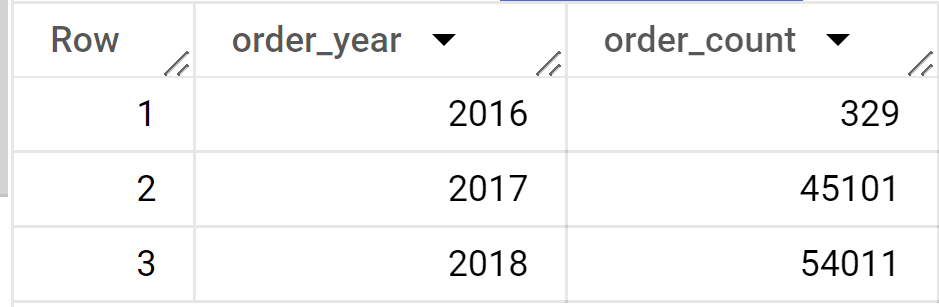 Row order_year order_count
1 2016 329
2 2017 45101
3 2018 54011